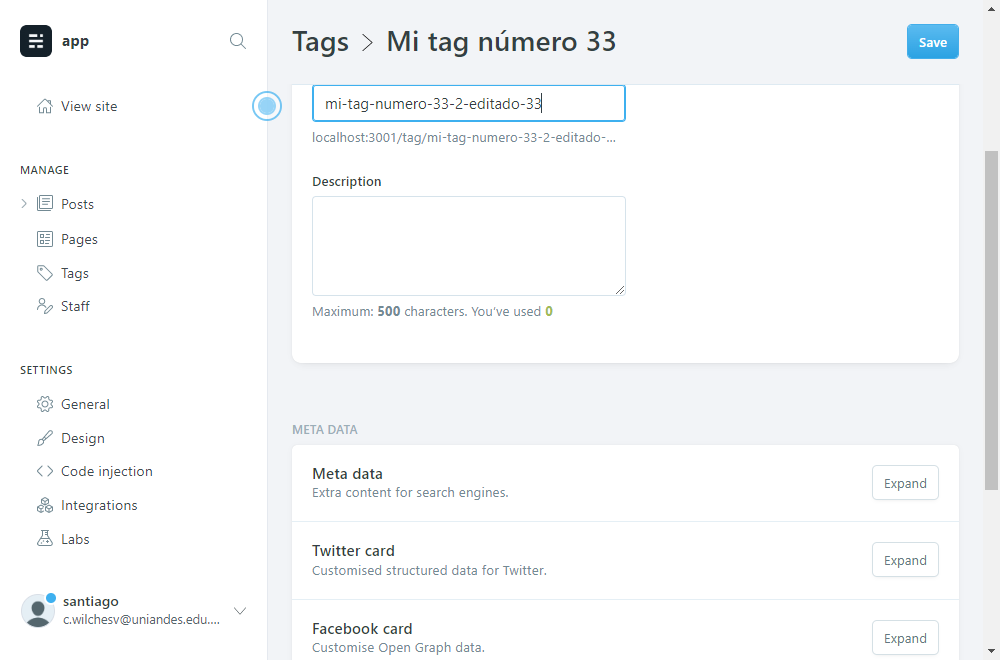 app
View site
MANAGE
Posts
Pages
Tags
Staff
SETTINGS
General
Design
Code injection
Integrations
Labs
santiago
c.wilchesv@uniandes.edu....
Tags > Mi tag número 33
Save
mi-tag-numero-33-2-editado-33
localhost:3001/tag/mi-tag-numero-33-2-editado-...
Description
Maximum: 500 characters. You've used 0
META DATA
Meta data
Extra content for search engines.
Expand
Twitter card
Customised structured data for Twitter.
Expand
Facebook card
Customise Open Graph data.
Expand